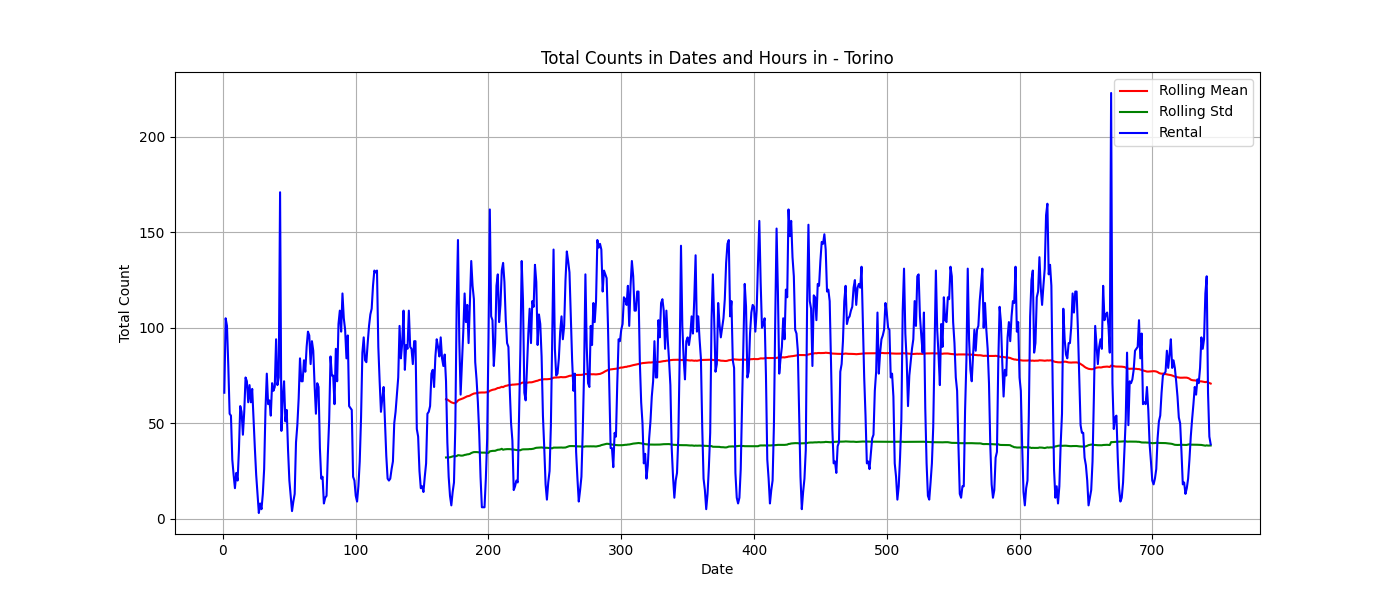 Total Counts in Dates and Hours in - Torino
Rolling Mean
Rolling Std
Rental
Total Count
200
150
100
50
0
0 100 200 300 400 500 600 700
Date